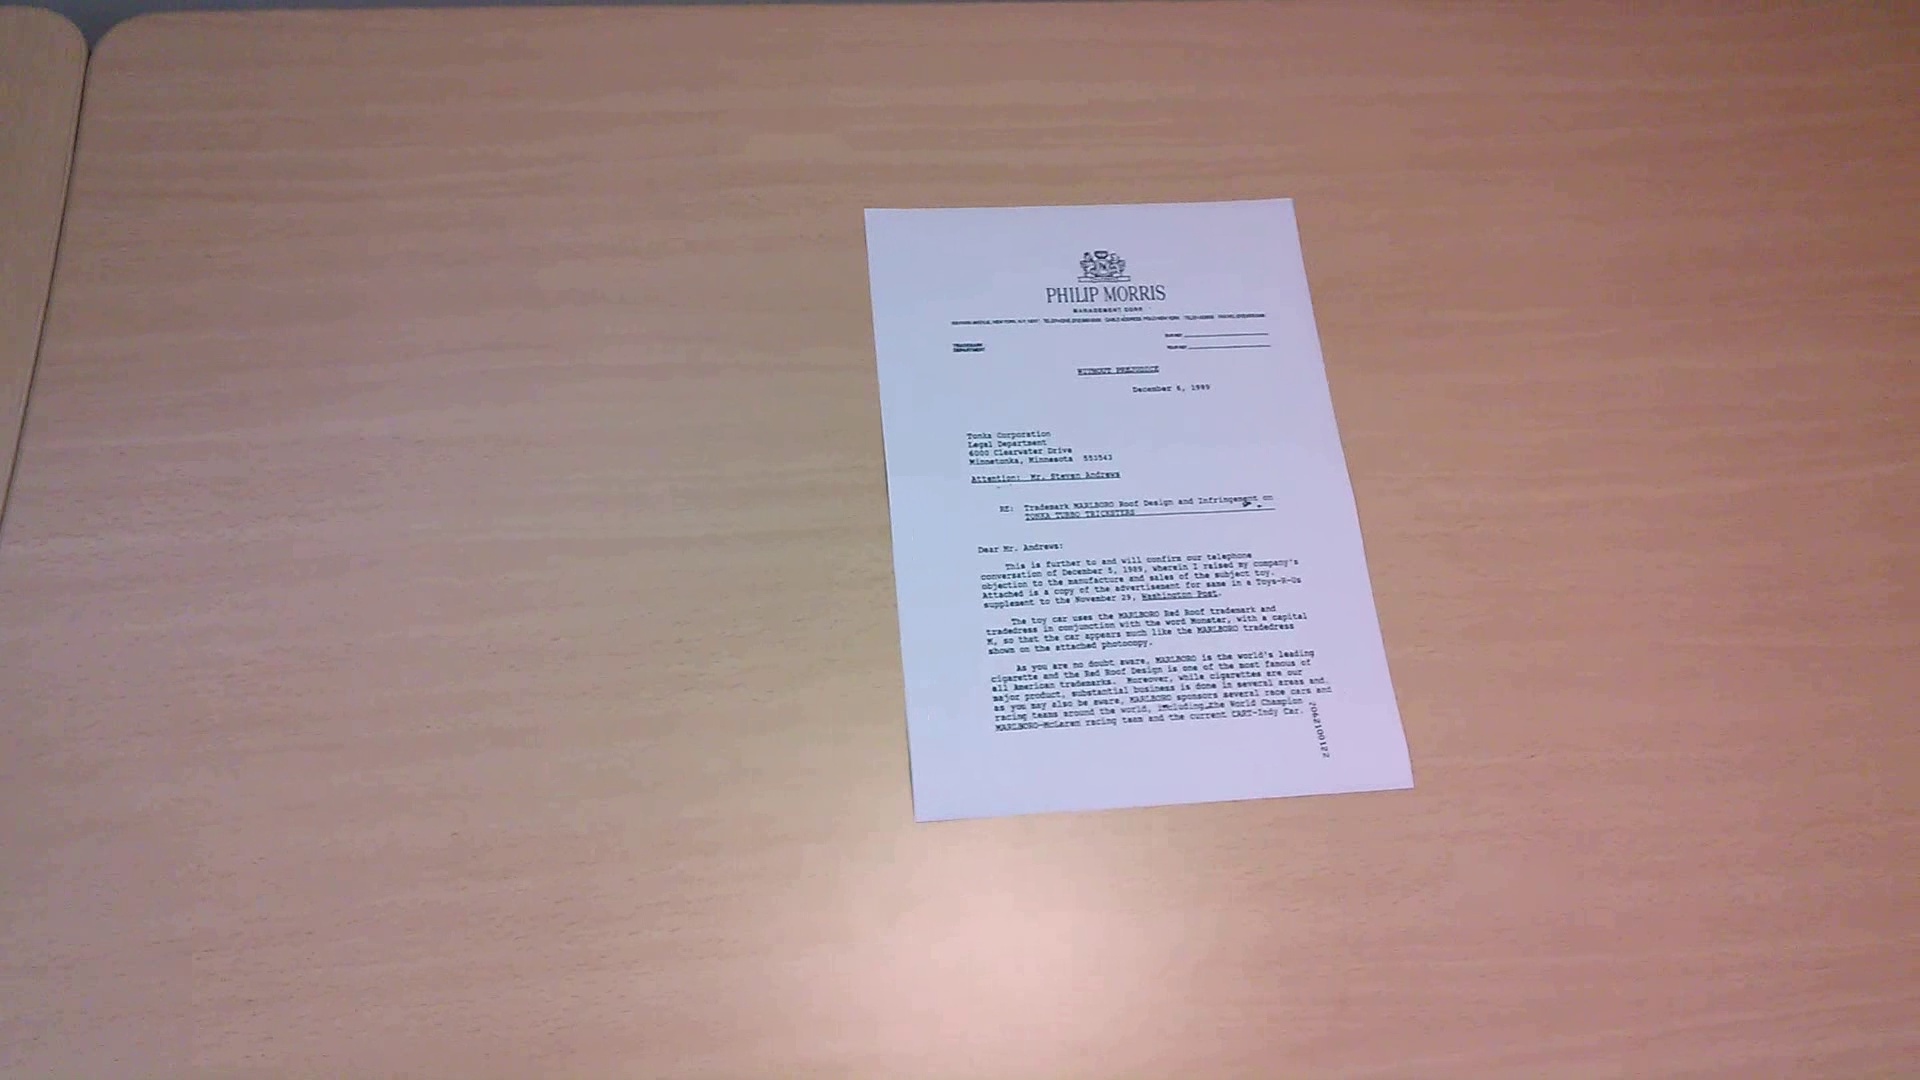 PHILIP MORRIS
MANAGEMENT CORP.
TRADEMARK
DEPARTMENT
WITHOUT PREJUDICE
December 6, 1989
Tonka Corporation
Legal Department
6000 Clearwater Drive
Minnetonka, Minnesota 553543
Attention: Mr. Steven Andrews
RE: Trademark MARLBORO Roof Design and Infringement on
TONKA TURBO TRICKSTERS
Dear Mr. Andrews:
This is further to and will confirm our telephone
conversation of December 5, 1989, wherein I raised my company's
objection to the manufacture and sales of the subject toy.
Attached is a copy of the advertisement for same in a Toys-R-Us
supplement to the November 29, Washington Post.
The toy car uses the MARLBORO Red Roof trademark and
tradedress in conjunction with the word Monster, with a capital
M, so that the car appears much like the MARLBORO tradedress
shown on the attached photocopy.
As you are no doubt aware, MARLBORO is the world's leading
cigarette and the Red Roof Design is one of the most famous of
all American trademarks. Moreover, while cigarettes are our
major product, substantial business is done in several areas and
as you may also be aware, MARLBORO sponsors several race cars and
racing teams around the world, including the World Champion
MARLBORO-McLaren racing team and the current CART-Indy Car.
2062100122